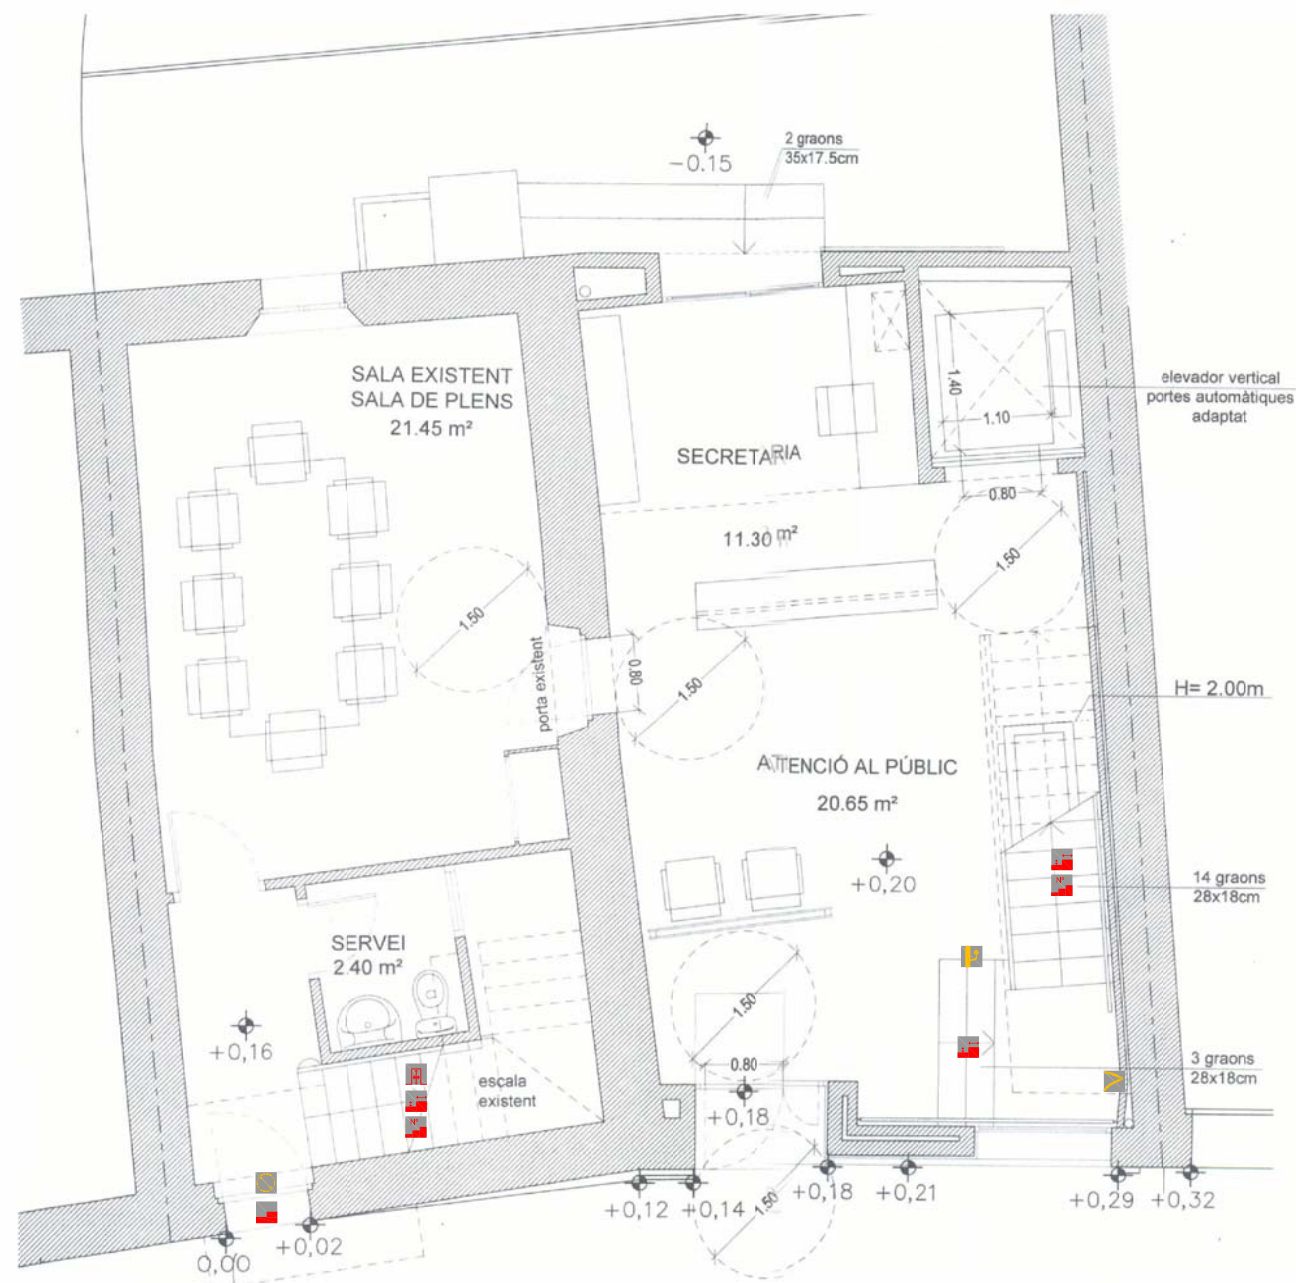 2 graons
35x17.5cm
-0.15
SALA EXISTENT
SALA DE PLENS
21.45 m²
elevador vertical
portes automàtiques
adaptat
1.40
1.10
SECRETARIA
0.80
11.30 m²
1.50
1.50
porta existent
0.80
1.50
H= 2.00m
ATENCIÓ AL PÚBLIC
20.65 m²
+0,20
14 graons
28x18cm
SERVEI
2.40 m²
1.50
+0,16
0.80
3 graons
28x18cm
escala
existent
+0,18
+0,12
+0,14
+0,18
+0,21
+0,29
+0,32
1.50
0,00
+0,02